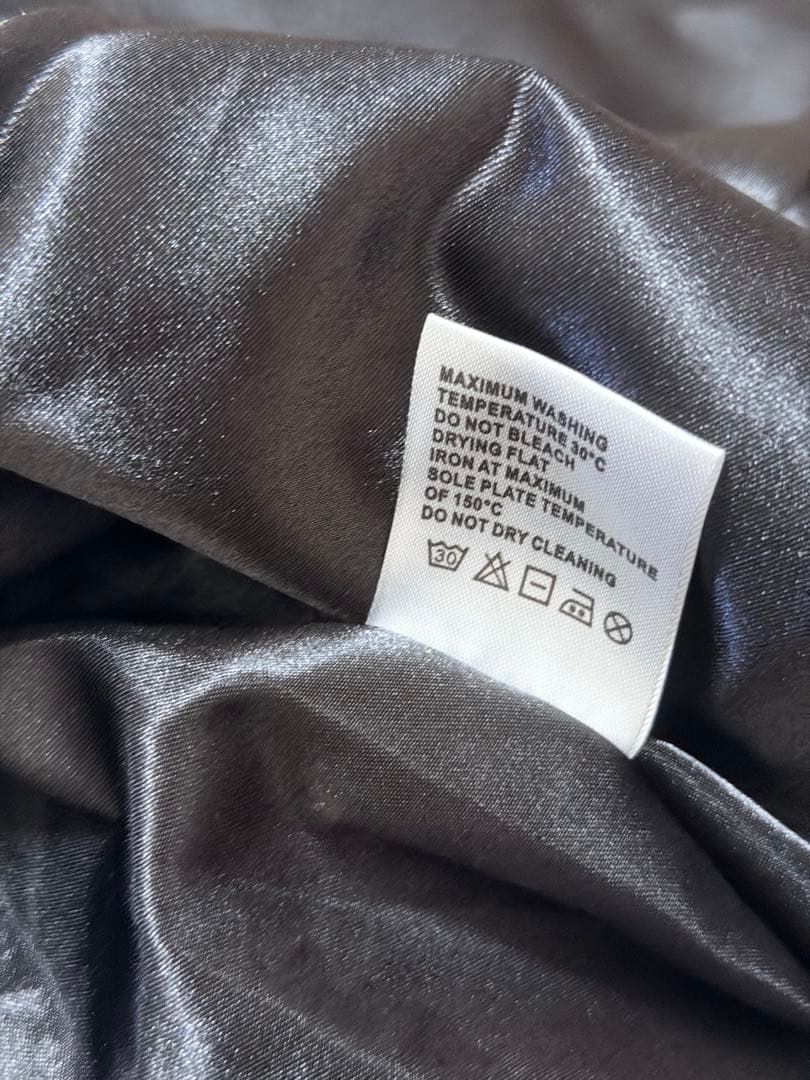 MAXIMUM WASHING
TEMPERATURE 30°C
DO NOT BLEACH
DRYING FLAT
IRON AT MAXIMUM
SOLE PLATE TEMPERATURE
OF 150°C
DO NOT DRY CLEANING
30